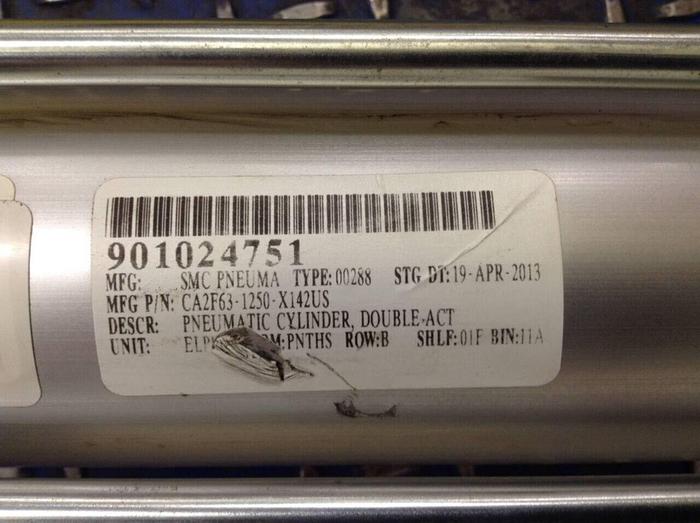 901024751
MFG: SMC PNEUMA TYPE:00288 STG DT:19-APR-2013
MFG P/N: CA2F63-1250-X142US
DESCR: PNEUMATIC CYLINDER, DOUBLE-ACT
UNIT: PNTHS ROW:B SHLF:01F BIN:11A